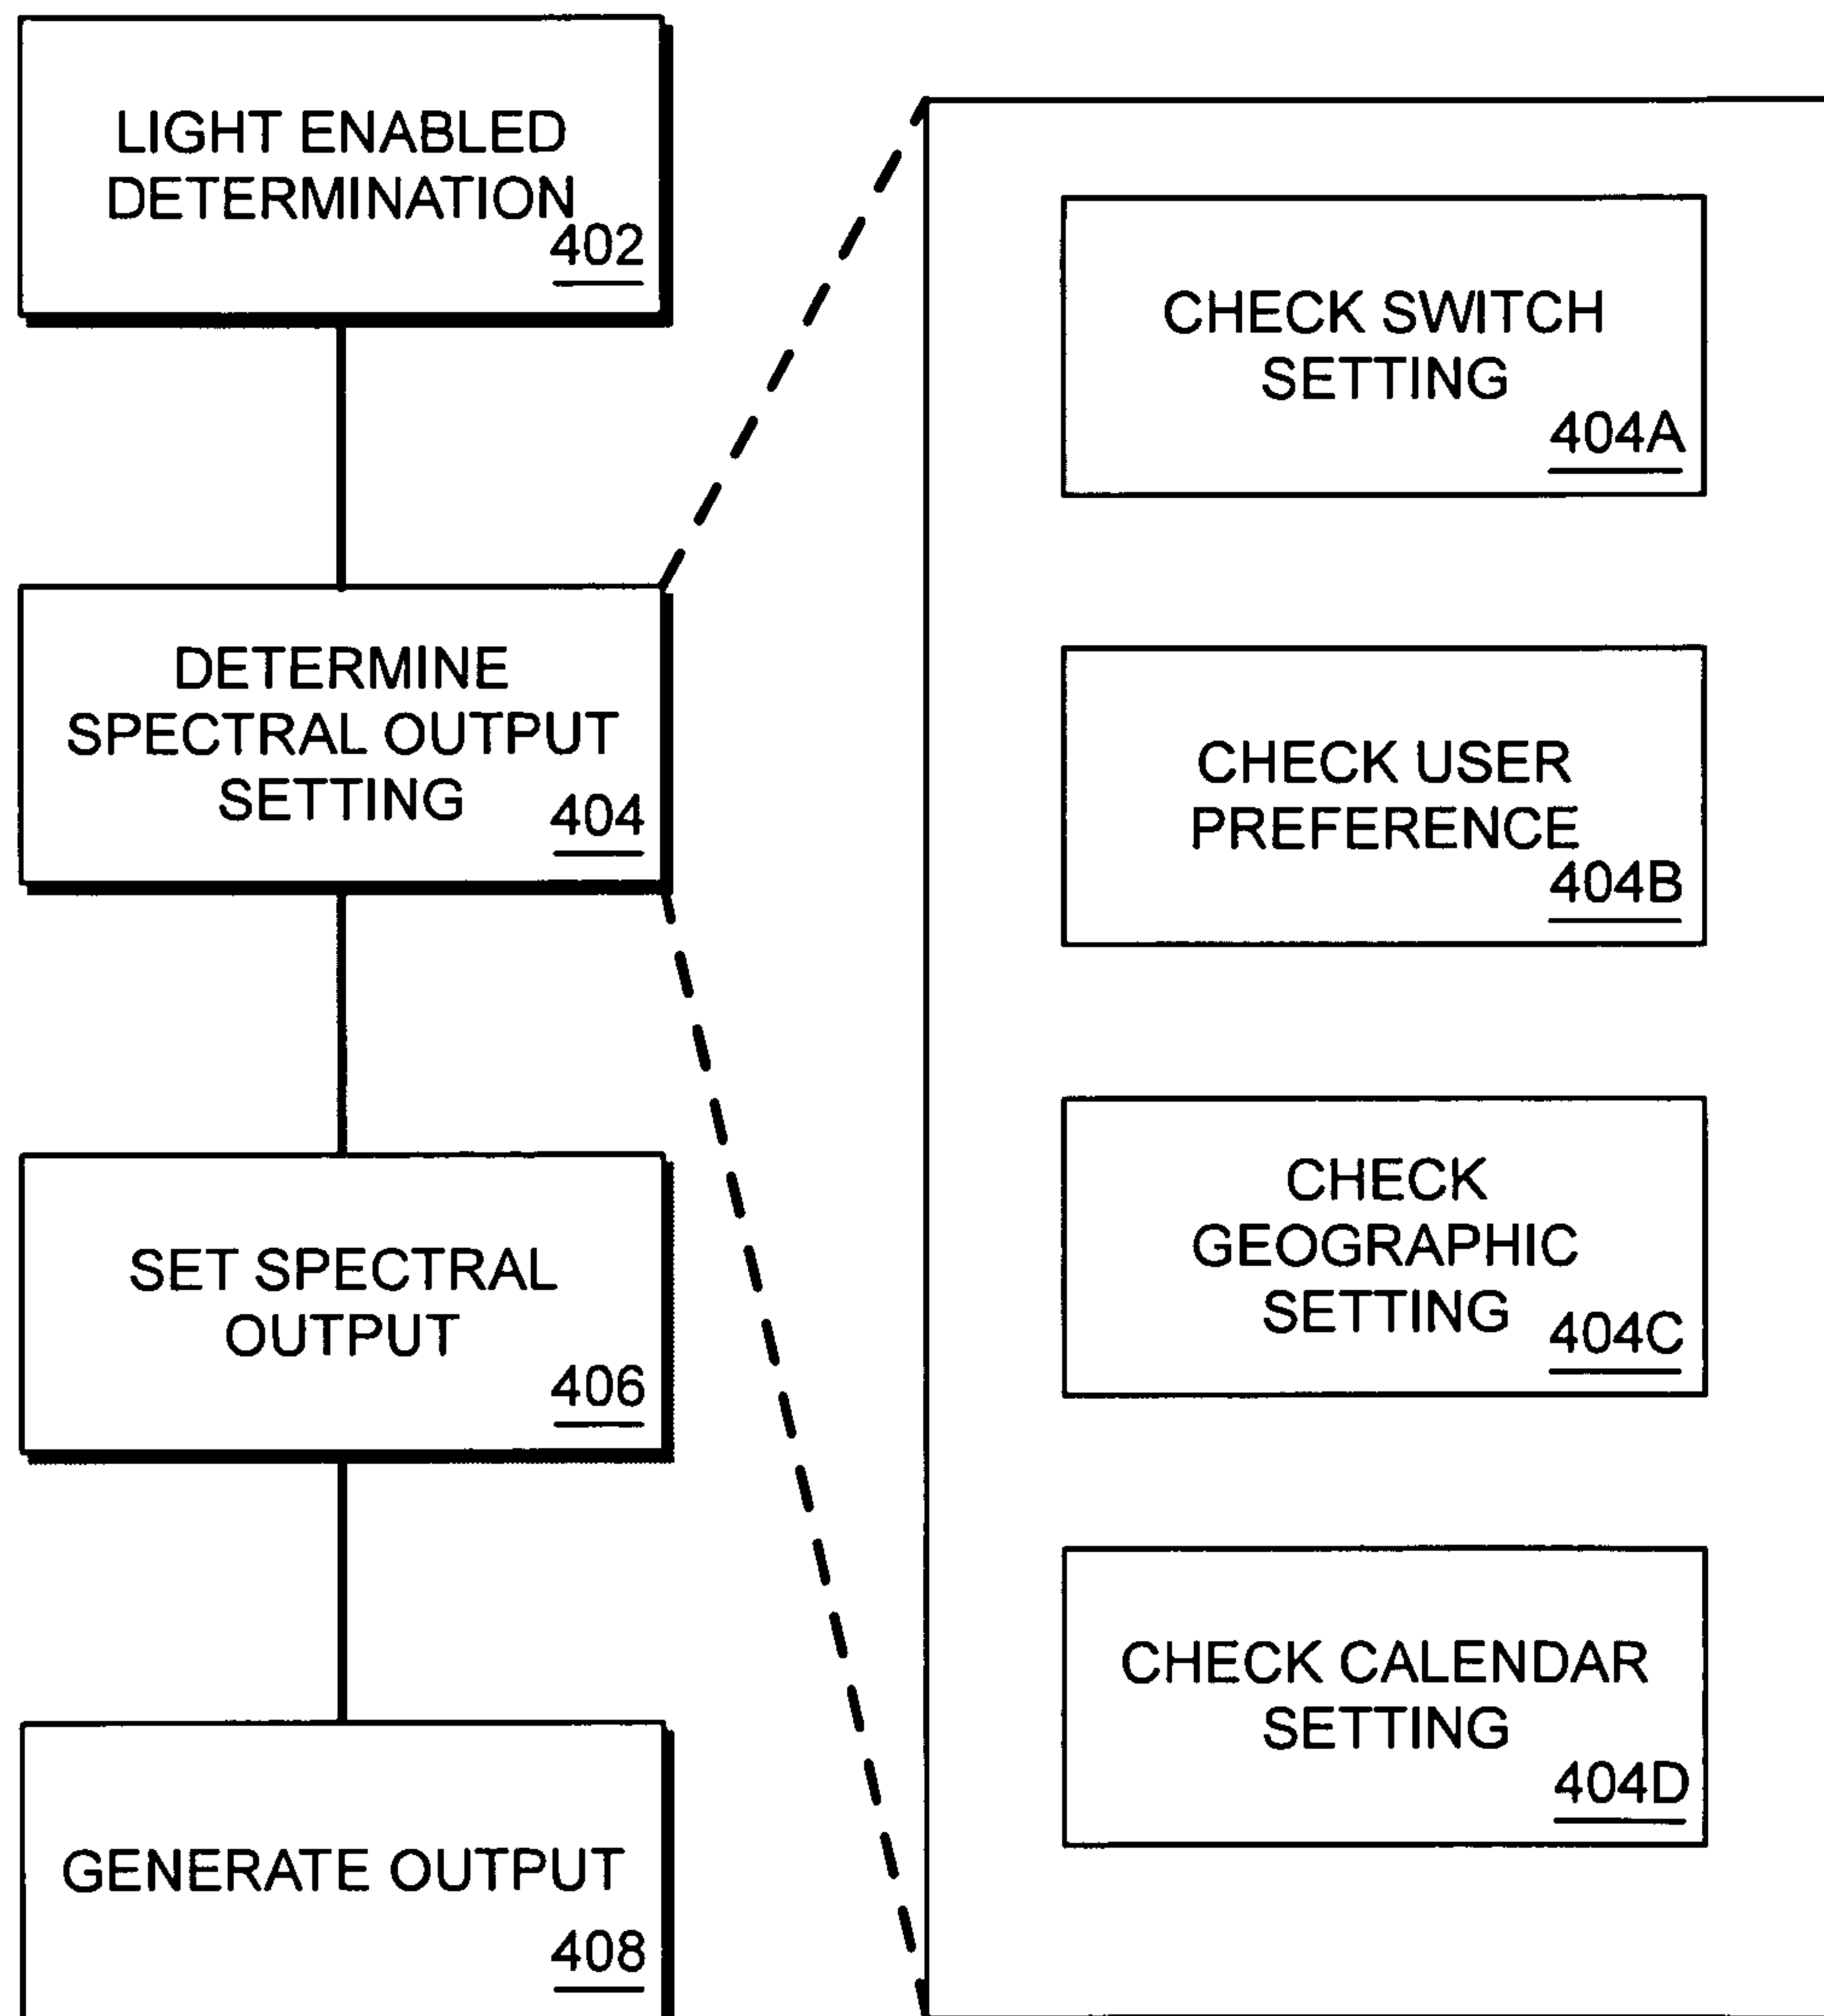 LIGHT ENABLED
DETERMINATION
402
DETERMINE
SPECTRAL OUTPUT
SETTING
404
SET SPECTRAL
OUTPUT
406
GENERATE OUTPUT
408
CHECK SWITCH
SETTING
404A
CHECK USER
PREFERENCE
404B
CHECK
GEOGRAPHIC
SETTING
404C
CHECK CALENDAR
SETTING
404D